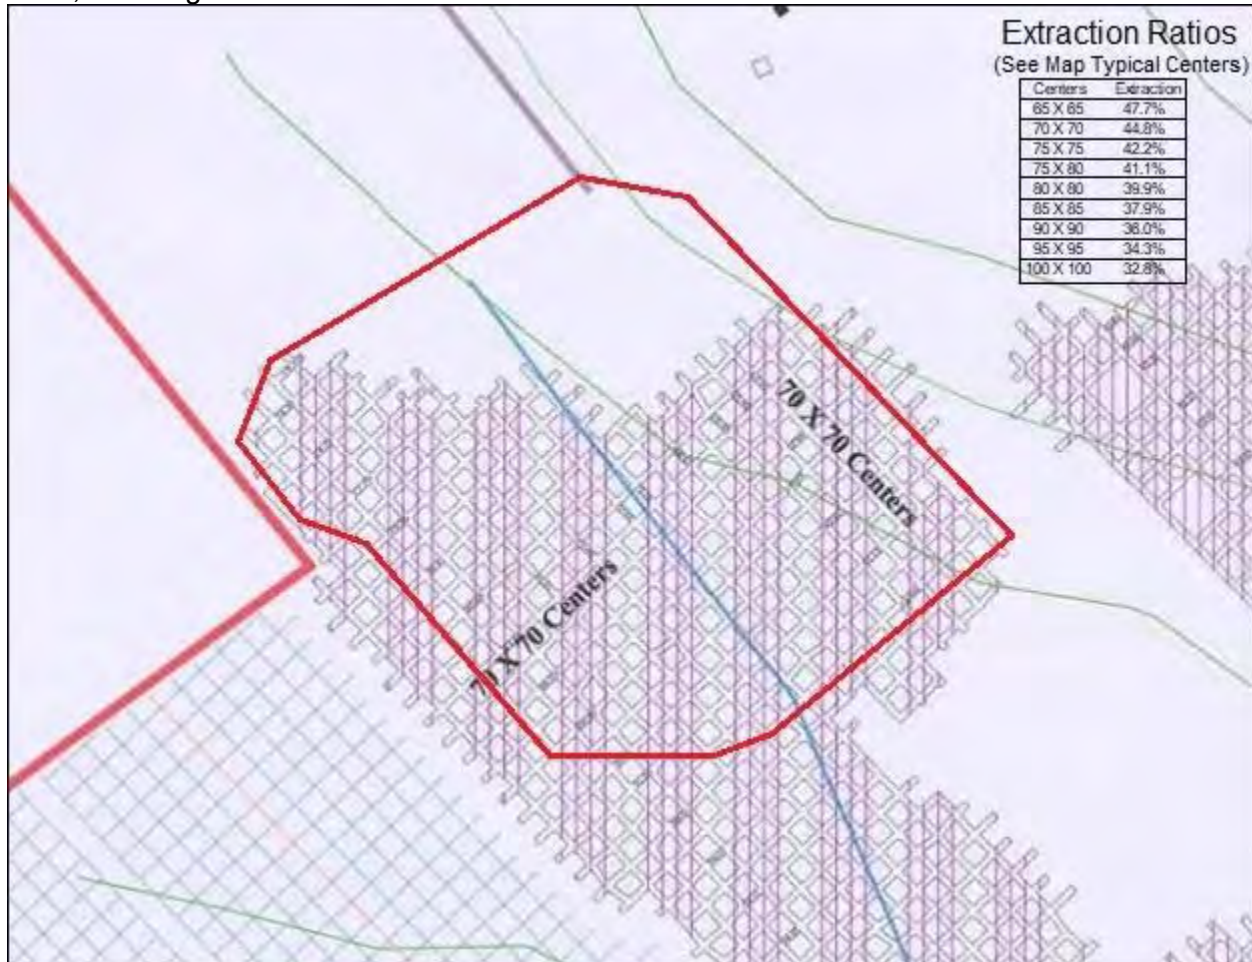 Extraction Ratios
(See Map Typical Centers)
Centers Extraction
65 X 65 47.7%
70 X 70 44.8%
75 X 75 42.2%
75 X 80 41.1%
80 X 80 39.9%
85 X 85 37.9%
90 X 90 36.0%
95 X 95 34.3%
100 X 100 32.8%
70 X 70 Centers
70 X 70 Centers